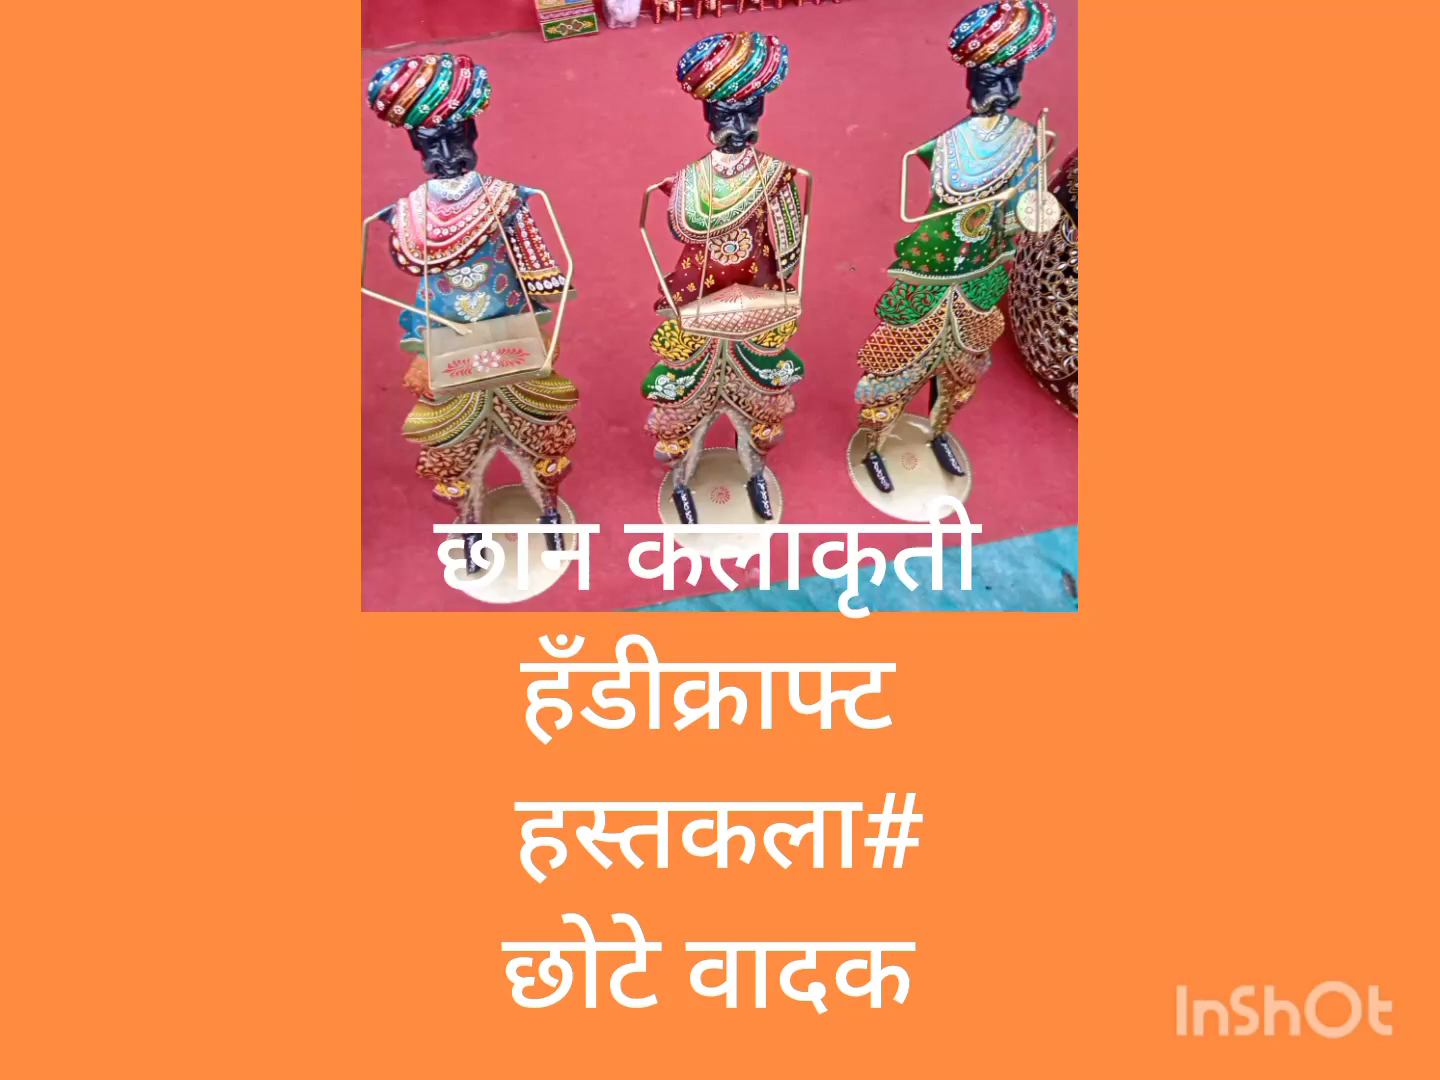 छान कलाकृती
हँडीक्राफ्ट
हस्तकला#
छोटे वादक
InShOt